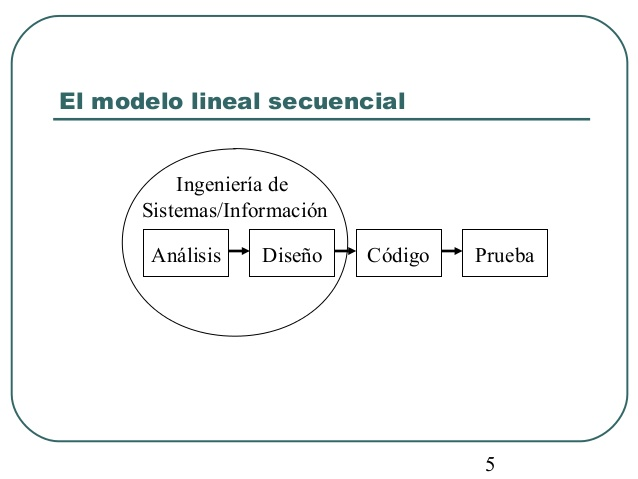 El modelo lineal secuencial
Ingeniería de
Sistemas/Información
Análisis
Diseño
Código
Prueba
5